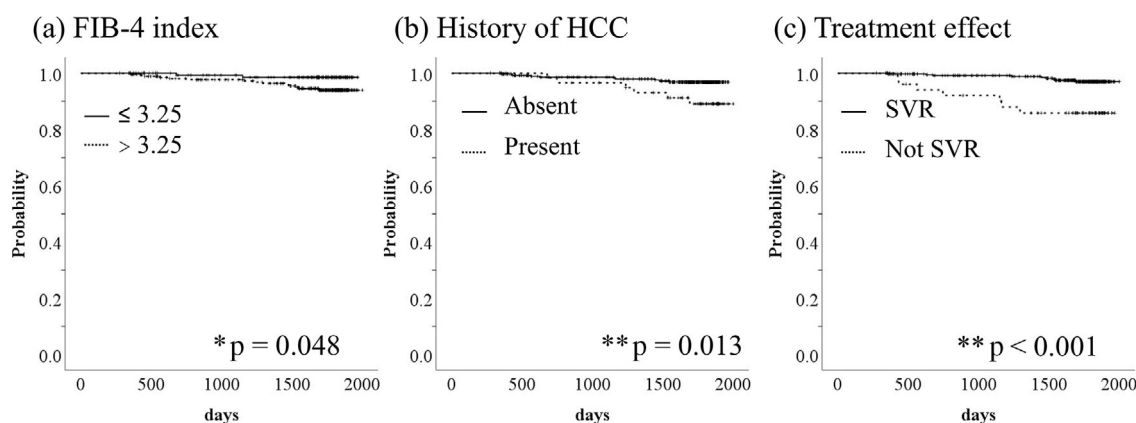 (a) FIB-4 index
Probability
1.0
0.8
0.6
0.4
0.2
0.0
≤ 3.25
> 3.25
*p = 0.048
0 500 1000 1500 2000
days
(b) History of HCC
Probability
1.0
0.8
0.6
0.4
0.2
0.0
Absent
Present
**p = 0.013
0 500 1000 1500 2000
days
(c) Treatment effect
Probability
1.0
0.8
0.6
0.4
0.2
0.0
SVR
Not SVR
**p < 0.001
0 500 1000 1500 2000
days